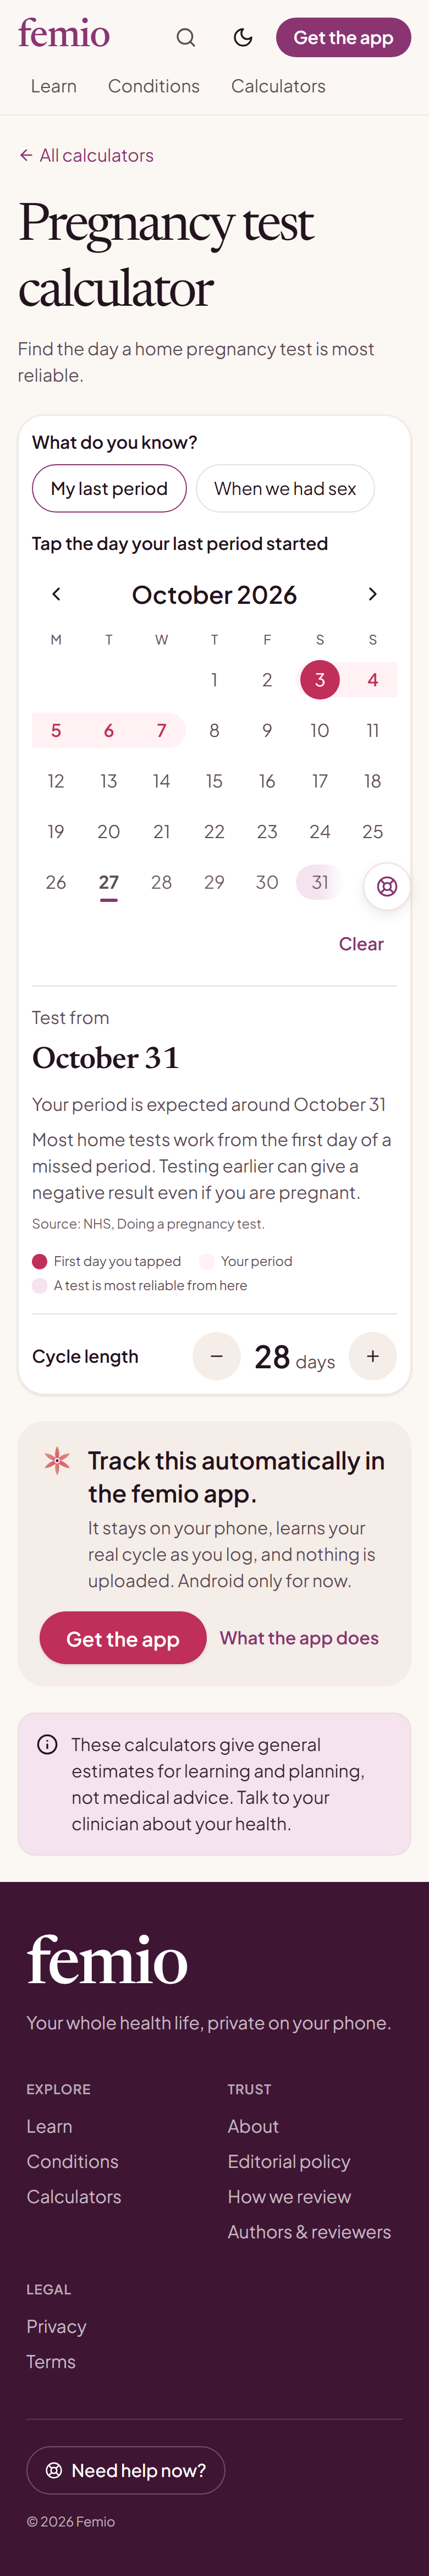 femio
Get the app
Learn
Conditions
Calculators
← All calculators
Pregnancy test
calculator
Find the day a home pregnancy test is most
reliable.
What do you know?
My last period
When we had sex
Tap the day your last period started
October 2026
M T W T F S S
1 2 3 4
5 6 7 8 9 10 11
12 13 14 15 16 17 18
19 20 21 22 23 24 25
26 27 28 29 30 31
Clear
Test from
October 31
Your period is expected around October 31
Most home tests work from the first day of a
missed period. Testing earlier can give a
negative result even if you are pregnant.
Source: NHS, Doing a pregnancy test.
First day you tapped
Your period
A test is most reliable from here
Cycle length
− 28 days +
Track this automatically in
the femio app.
It stays on your phone, learns your
real cycle as you log, and nothing is
uploaded. Android only for now.
Get the app
What the app does
These calculators give general
estimates for learning and planning,
not medical advice. Talk to your
clinician about your health.
femio
Your whole health life, private on your phone.
EXPLORE
Learn
Conditions
Calculators
TRUST
About
Editorial policy
How we review
Authors & reviewers
LEGAL
Privacy
Terms
Need help now?
© 2026 Femio